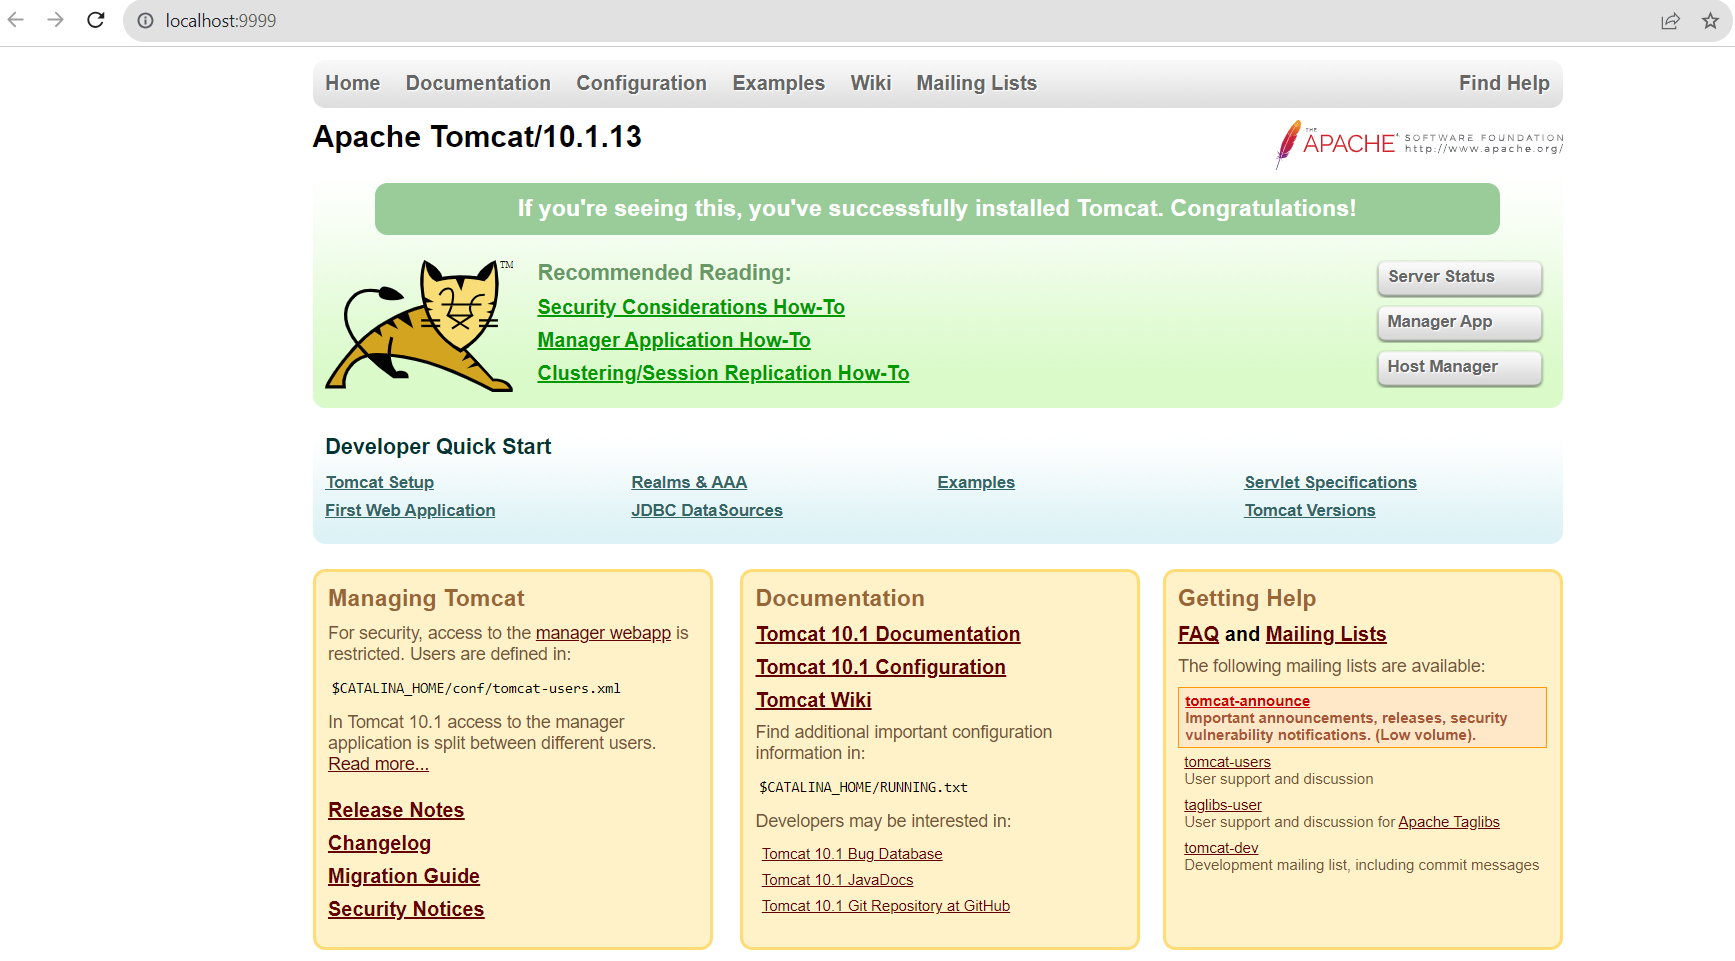 localhost:9999
Home Documentation Configuration Examples Wiki Mailing Lists Find Help
Apache Tomcat/10.1.13
THE APACHE SOFTWARE FOUNDATION
http://www.apache.org/
If you're seeing this, you've successfully installed Tomcat. Congratulations!
TM
Recommended Reading:
Security Considerations How-To
Manager Application How-To
Clustering/Session Replication How-To
Server Status
Manager App
Host Manager
Developer Quick Start
Tomcat Setup
First Web Application
Realms & AAA
JDBC DataSources
Examples
Servlet Specifications
Tomcat Versions
Managing Tomcat
For security, access to the manager webapp is
restricted. Users are defined in:
$CATALINA_HOME/conf/tomcat-users.xml
In Tomcat 10.1 access to the manager
application is split between different users.
Read more...
Release Notes
Changelog
Migration Guide
Security Notices
Documentation
Tomcat 10.1 Documentation
Tomcat 10.1 Configuration
Tomcat Wiki
Find additional important configuration
information in:
$CATALINA_HOME/RUNNING.txt
Developers may be interested in:
Tomcat 10.1 Bug Database
Tomcat 10.1 JavaDocs
Tomcat 10.1 Git Repository at GitHub
Getting Help
FAQ and Mailing Lists
The following mailing lists are available:
tomcat-announce
Important announcements, releases, security
vulnerability notifications. (Low volume).
tomcat-users
User support and discussion
taglibs-user
User support and discussion for Apache Taglibs
tomcat-dev
Development mailing list, including commit messages